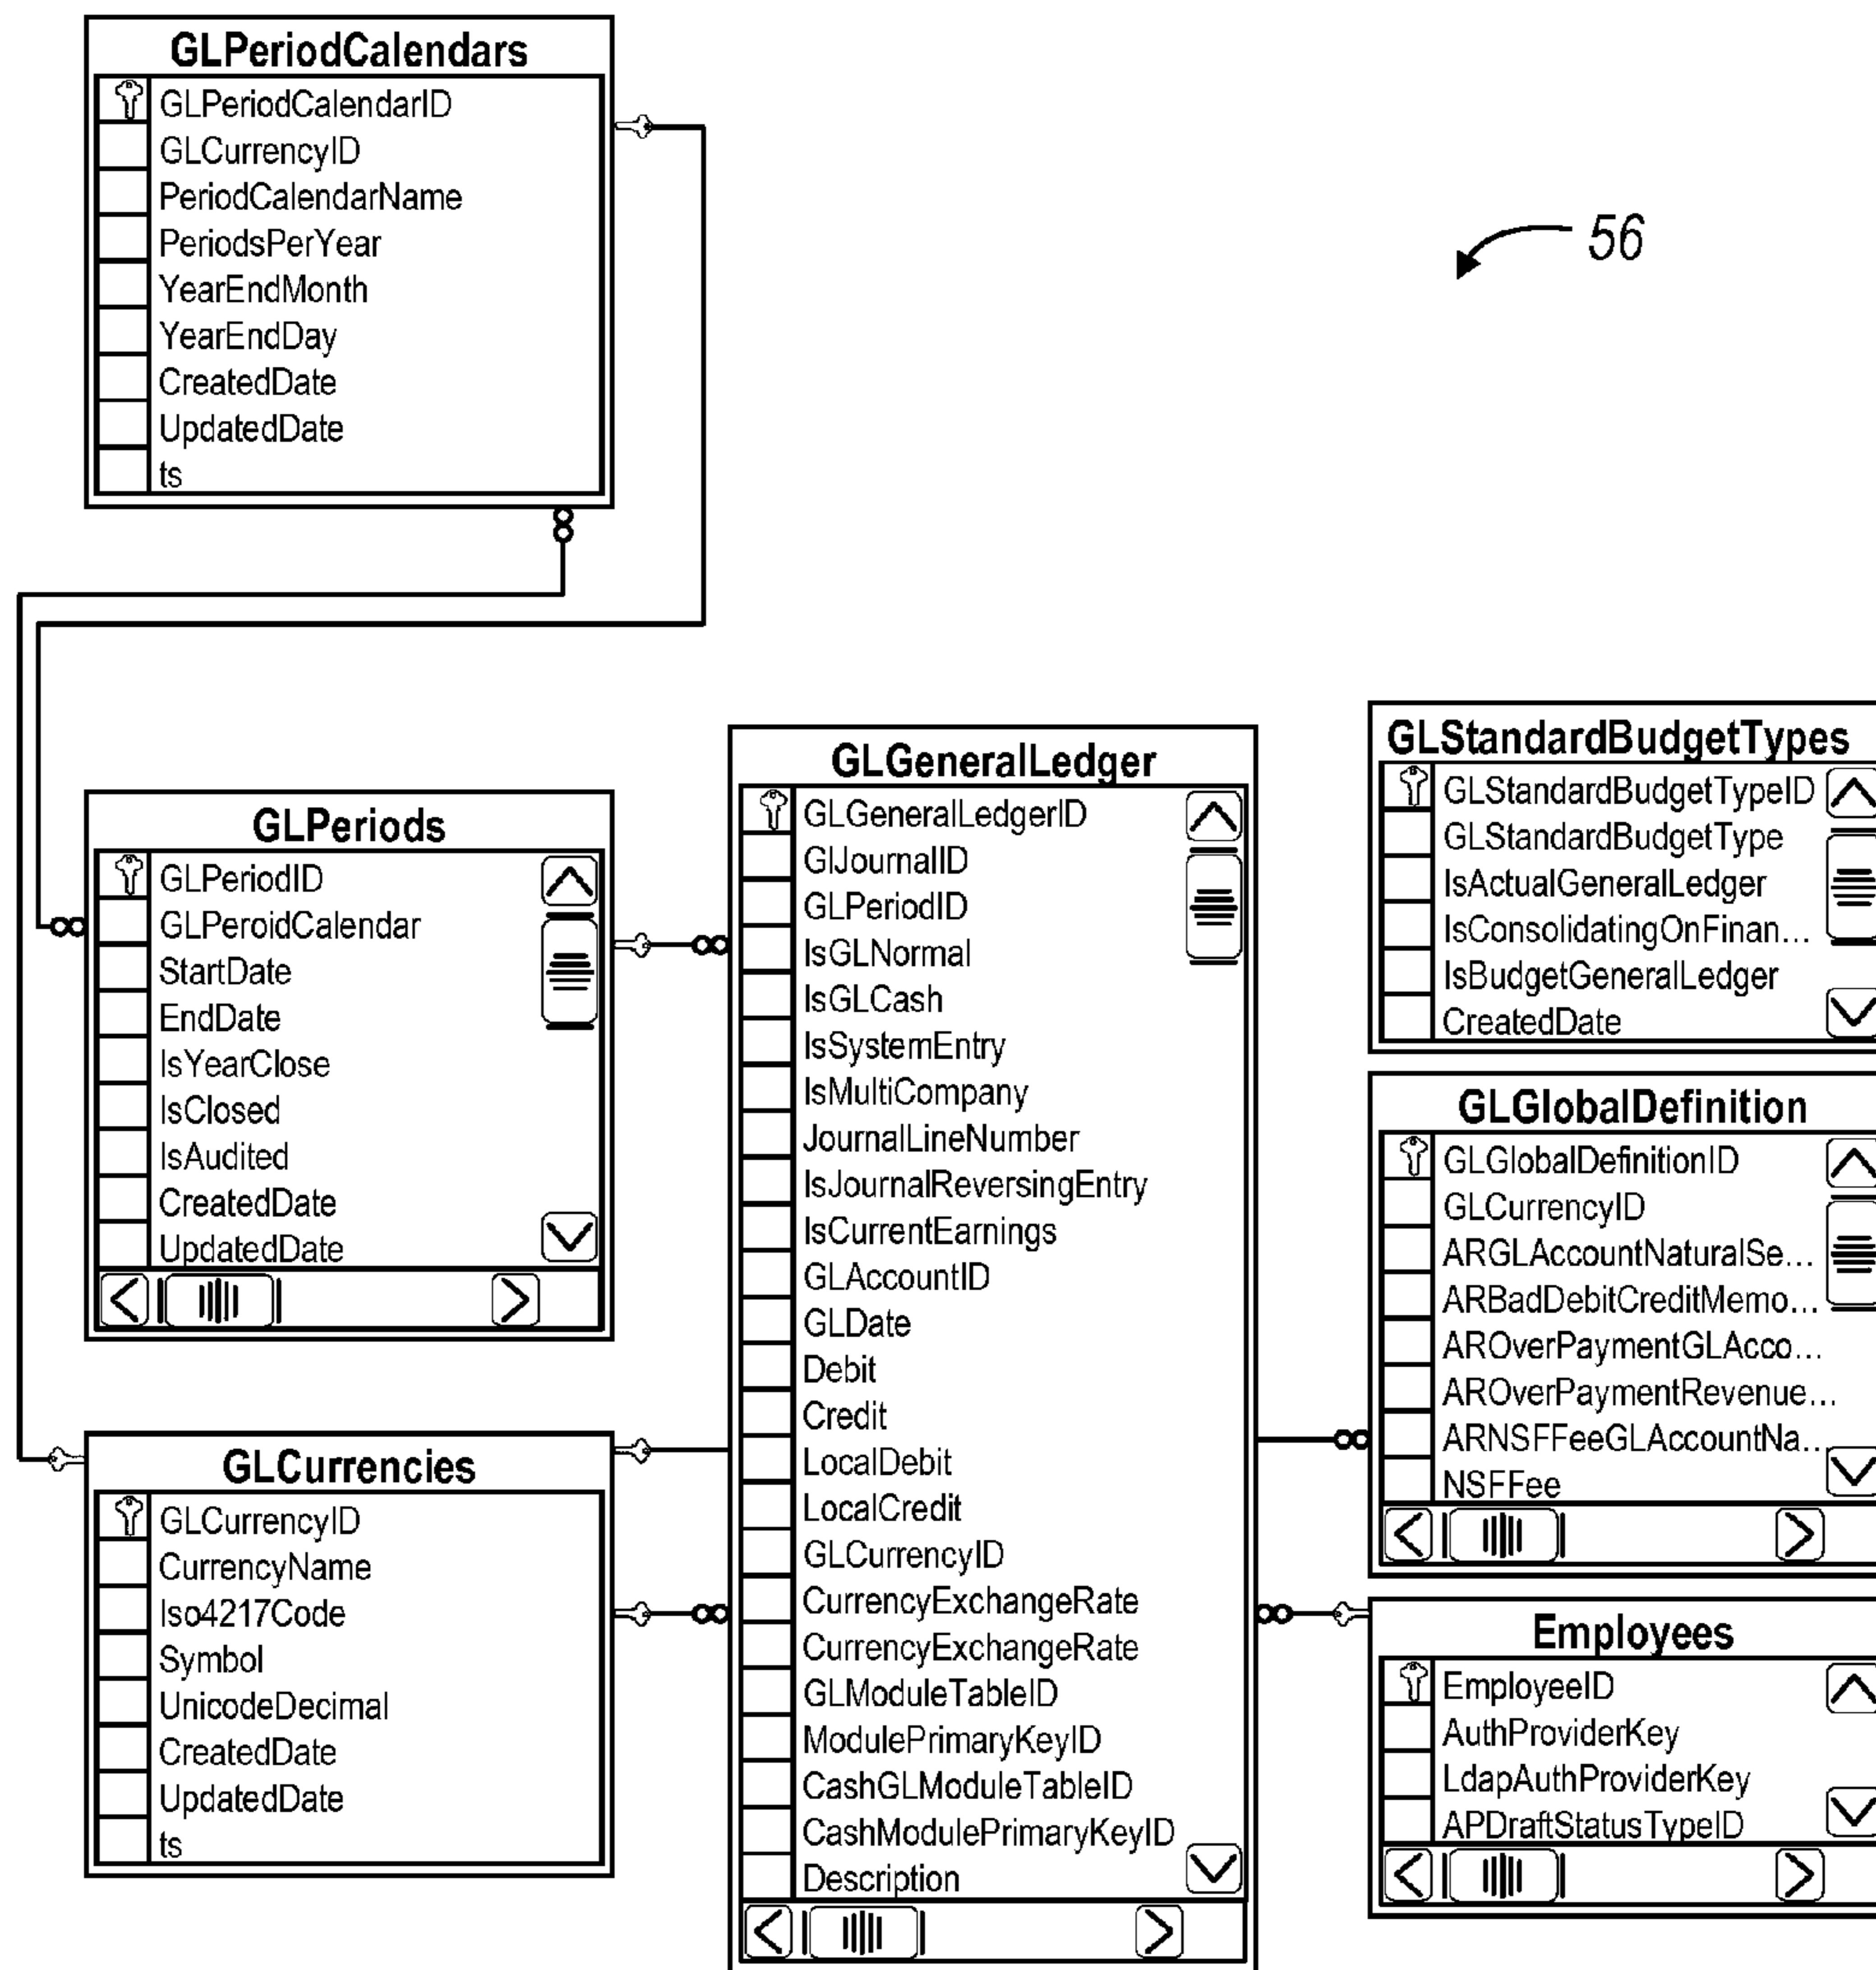 GLPeriodCalendars
GLPeriodCalendarID
GLCurrencyID
PeriodCalendarName
PeriodsPerYear
YearEndMonth
YearEndDay
CreatedDate
UpdatedDate
ts
56
GLPeriods
GLPeriodID
GLPeroidCalendar
StartDate
EndDate
IsYearClose
IsClosed
IsAudited
CreatedDate
UpdatedDate
GLCurrencies
GLCurrencyID
CurrencyName
Iso4217Code
Symbol
UnicodeDecimal
CreatedDate
UpdatedDate
ts
GLGeneralLedger
GLGeneralLedgerID
GlJournalID
GLPeriodID
IsGLNormal
IsGLCash
IsSystemEntry
IsMultiCompany
JournalLineNumber
IsJournalReversingEntry
IsCurrentEarnings
GLAccountID
GLDate
Debit
Credit
LocalDebit
LocalCredit
GLCurrencyID
CurrencyExchangeRate
CurrencyExchangeRate
GLModuleTableID
ModulePrimaryKeyID
CashGLModuleTableID
CashModulePrimaryKeyID
Description
GLStandardBudgetTypes
GLStandardBudgetTypeID
GLStandardBudgetType
IsActualGeneralLedger
IsConsolidatingOnFinan...
IsBudgetGeneralLedger
CreatedDate
GLGlobalDefinition
GLGlobalDefinitionID
GLCurrencyID
ARGLAccountNaturalSe...
ARBadDebitCreditMemo...
AROverPaymentGLAcco...
AROverPaymentRevenue...
ARNSFFeeGLAccountNa...
NSFFee
Employees
EmployeeID
AuthProviderKey
LdapAuthProviderKey
APDraftStatusTypeID